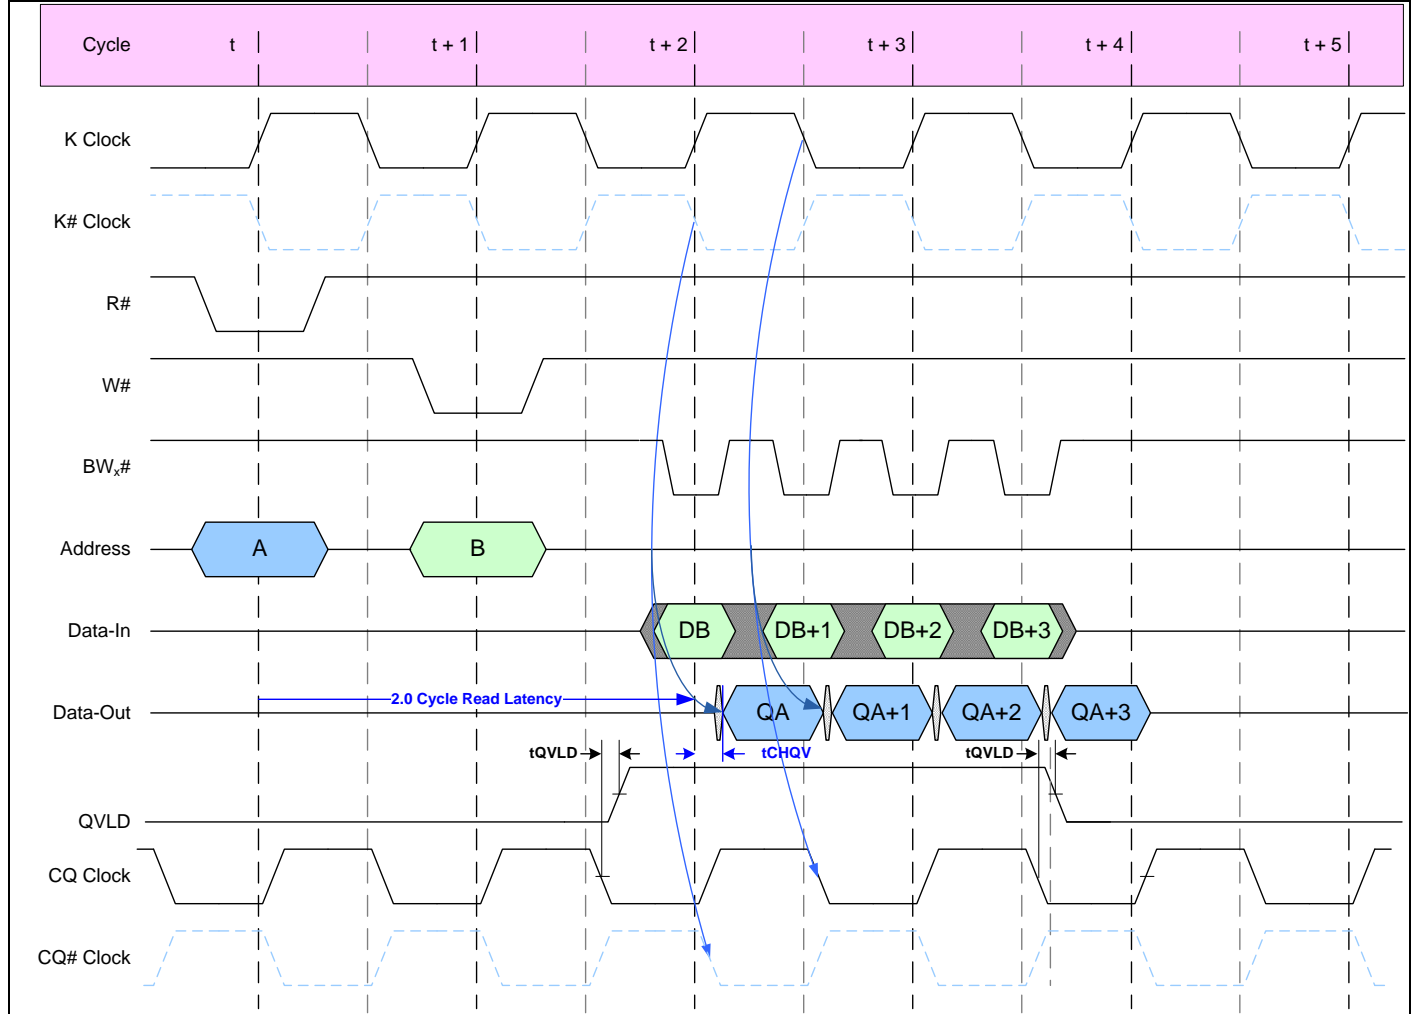 Cycle t t + 1 t + 2 t + 3 t + 4 t + 5
K Clock
K# Clock
R#
W#
BWx#
Address A B
Data-In DB DB+1 DB+2 DB+3
2.0 Cycle Read Latency
Data-Out QA QA+1 QA+2 QA+3
tQVLD tCHQV tQVLD
QVLD
CQ Clock
CQ# Clock